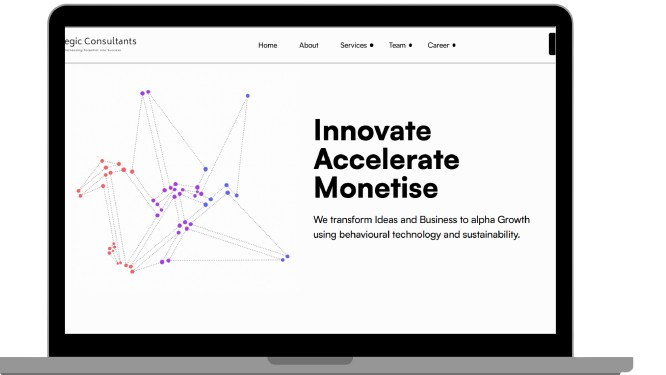 egic Consultants
Home About Services Team Career
Innovate
Accelerate
Monetise
We transform Ideas and Business to alpha Growth
using behavioural technology and sustainability.